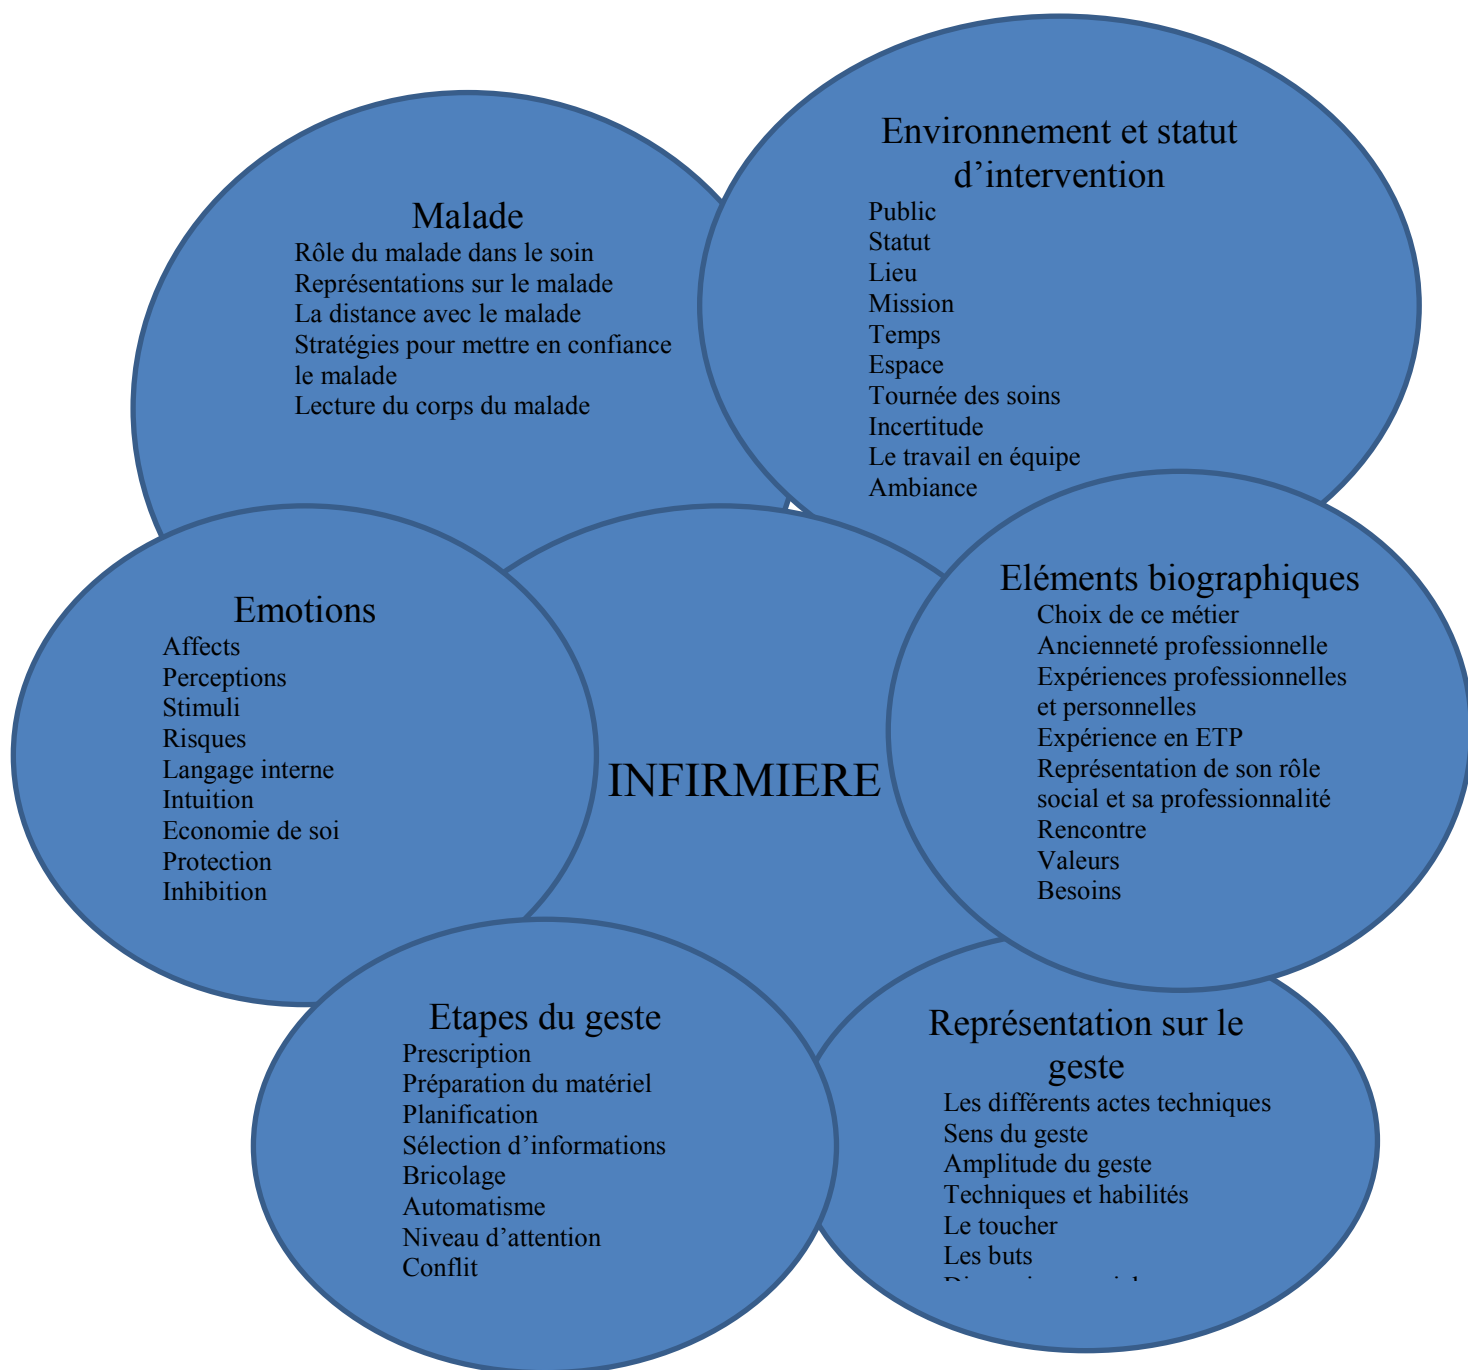 Malade
Rôle du malade dans le soin
Représentations sur le malade
La distance avec le malade
Stratégies pour mettre en confiance
le malade
Lecture du corps du malade
Environnement et statut
d’intervention
Public
Statut
Lieu
Mission
Temps
Espace
Tournée des soins
Incertitude
Le travail en équipe
Ambiance
Emotions
Affects
Perceptions
Stimuli
Risques
Langage interne
Intuition
Economie de soi
Protection
Inhibition
INFIRMIERE
Eléments biographiques
Choix de ce métier
Ancienneté professionnelle
Expériences professionnelles
et personnelles
Expérience en ETP
Représentation de son rôle
social et sa professionnalité
Rencontre
Valeurs
Besoins
Etapes du geste
Prescription
Préparation du matériel
Planification
Sélection d’informations
Bricolage
Automatisme
Niveau d’attention
Conflit
Représentation sur le
geste
Les différents actes techniques
Sens du geste
Amplitude du geste
Techniques et habilités
Le toucher
Les buts